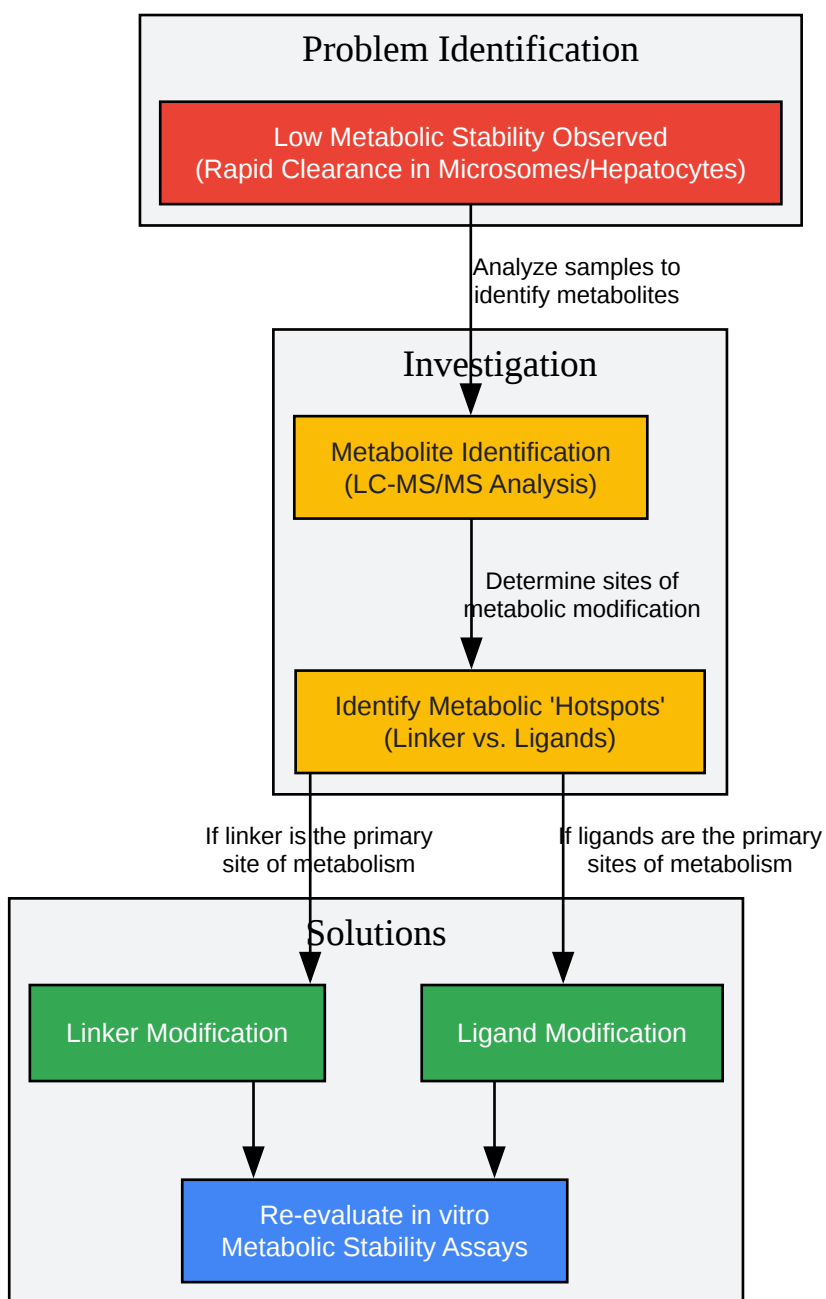 Problem Identification
Low Metabolic Stability Observed
(Rapid Clearance in Microsomes/Hepatocytes)
Analyze samples to
identify metabolites
Investigation
Metabolite Identification
(LC-MS/MS Analysis)
Determine sites of
metabolic modification
Identify Metabolic 'Hotspots'
(Linker vs. Ligands)
If linker is the primary
site of metabolism
If ligands are the primary
sites of metabolism
Solutions
Linker Modification
Ligand Modification
Re-evaluate in vitro
Metabolic Stability Assays